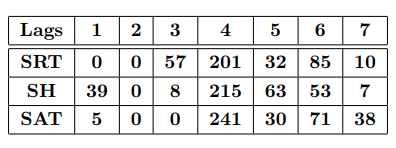 Lags 1 2 3 4 5 6 7
SRT 0 0 57 201 32 85 10
SH 39 0 8 215 63 53 7
SAT 5 0 0 241 30 71 38